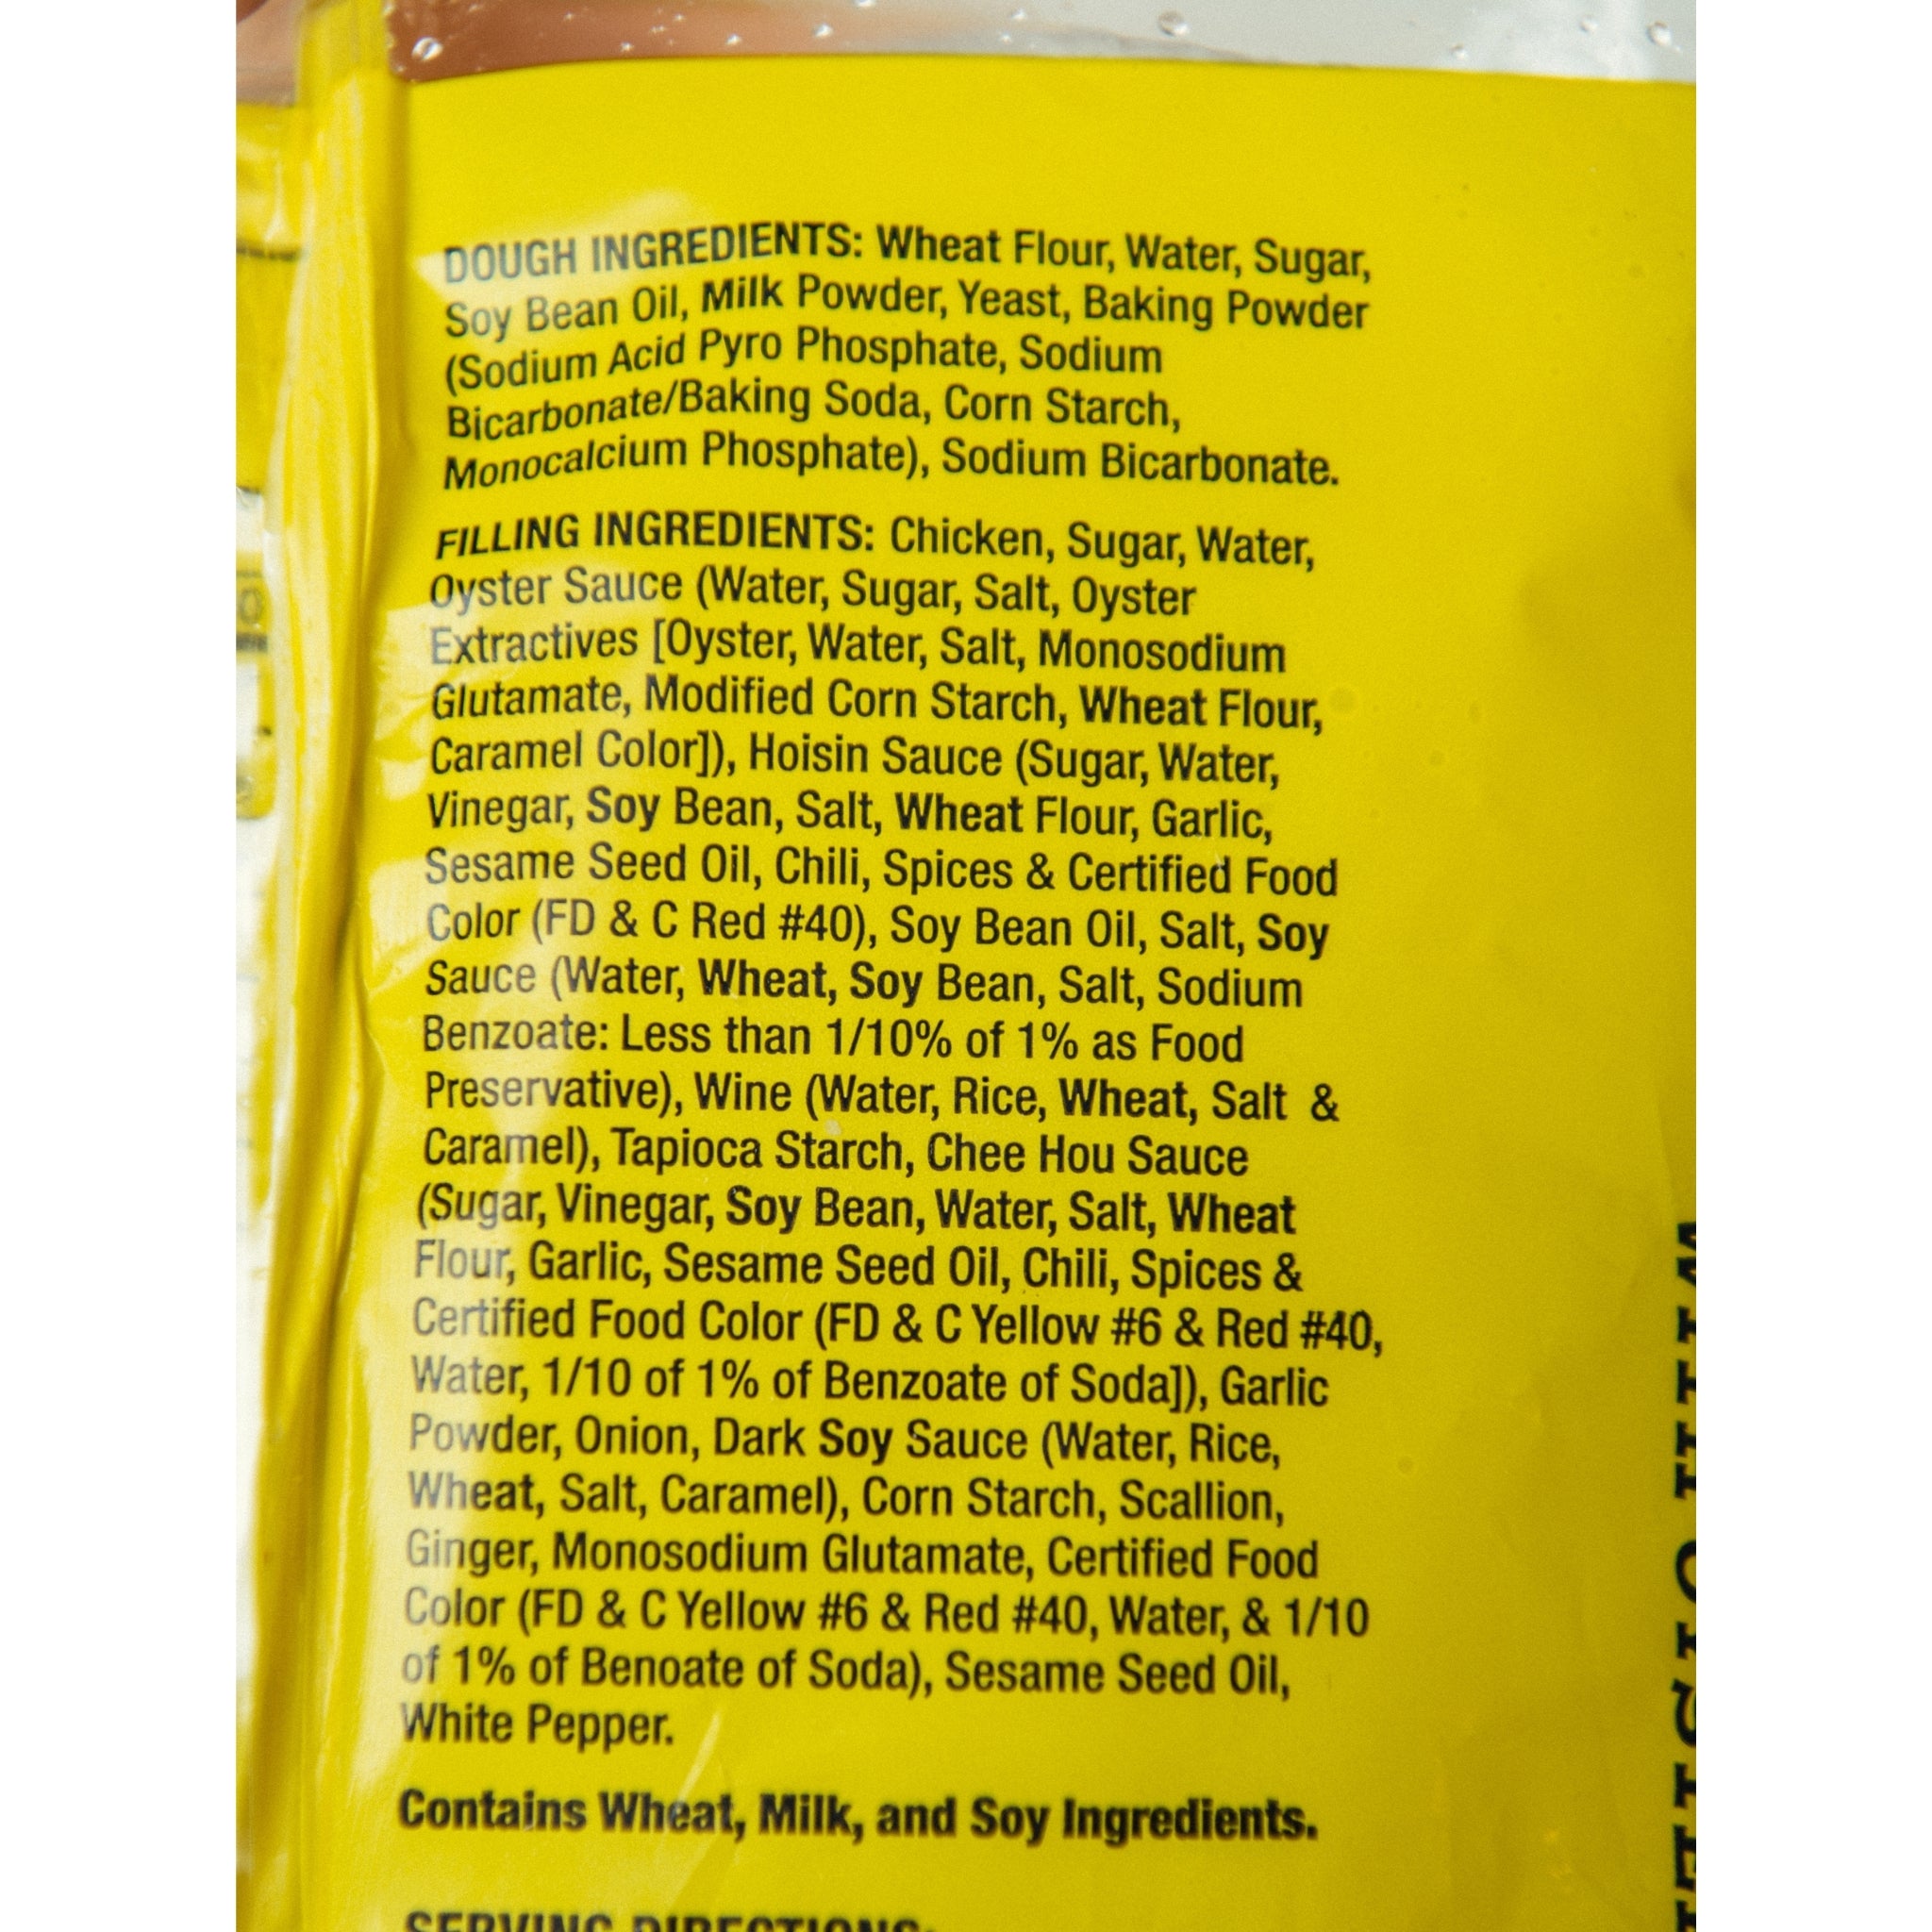 DOUGH INGREDIENTS: Wheat Flour, Water, Sugar,
Soy Bean Oil, Milk Powder, Yeast, Baking Powder
(Sodium Acid Pyro Phosphate, Sodium
Bicarbonate/Baking Soda, Corn Starch,
Monocalcium Phosphate), Sodium Bicarbonate.
FILLING INGREDIENTS: Chicken, Sugar, Water,
Oyster Sauce (Water, Sugar, Salt, Oyster
Extractives [Oyster, Water, Salt, Monosodium
Glutamate, Modified Corn Starch, Wheat Flour,
Caramel Color]), Hoisin Sauce (Sugar, Water,
Vinegar, Soy Bean, Salt, Wheat Flour, Garlic,
Sesame Seed Oil, Chili, Spices & Certified Food
Color (FD & C Red #40), Soy Bean Oil, Salt, Soy
Sauce (Water, Wheat, Soy Bean, Salt, Sodium
Benzoate: Less than 1/10% of 1% as Food
Preservative), Wine (Water, Rice, Wheat, Salt &
Caramel), Tapioca Starch, Chee Hou Sauce
(Sugar, Vinegar, Soy Bean, Water, Salt, Wheat
Flour, Garlic, Sesame Seed Oil, Chili, Spices &
Certified Food Color (FD & C Yellow #6 & Red #40,
Water, 1/10 of 1% of Benzoate of Soda]), Garlic
Powder, Onion, Dark Soy Sauce (Water, Rice,
Wheat, Salt, Caramel), Corn Starch, Scallion,
Ginger, Monosodium Glutamate, Certified Food
Color (FD & C Yellow #6 & Red #40, Water, & 1/10
of 1% of Benoate of Soda), Sesame Seed Oil,
White Pepper.
Contains Wheat, Milk, and Soy Ingredients.
SERVING DIRECTIONS: